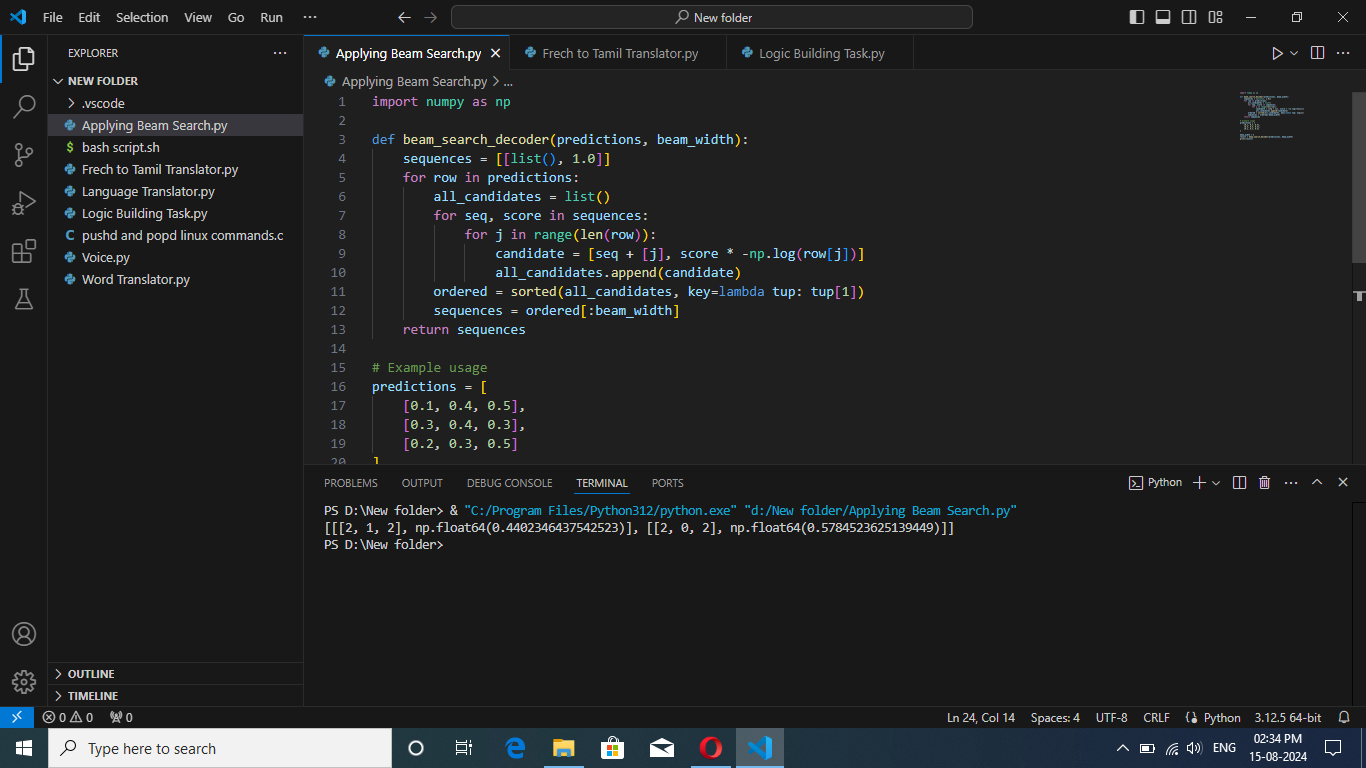 File Edit Selection View Go Run ··· New folder
EXPLORER ···
NEW FOLDER
.vscode
Applying Beam Search.py
$ bash script.sh
Frech to Tamil Translator.py
Language Translator.py
Logic Building Task.py
C pushd and popd linux commands.c
Voice.py
Word Translator.py
OUTLINE
TIMELINE
Applying Beam Search.py Frech to Tamil Translator.py Logic Building Task.py
Applying Beam Search.py > ...
1 import numpy as np
2
3 def beam_search_decoder(predictions, beam_width):
4     sequences = [[list(), 1.0]]
5     for row in predictions:
6         all_candidates = list()
7         for seq, score in sequences:
8             for j in range(len(row)):
9                 candidate = [seq + [j], score * -np.log(row[j])]
10                 all_candidates.append(candidate)
11         ordered = sorted(all_candidates, key=lambda tup: tup[1])
12         sequences = ordered[:beam_width]
13     return sequences
14
15 # Example usage
16 predictions = [
17     [0.1, 0.4, 0.5],
18     [0.3, 0.4, 0.3],
19     [0.2, 0.3, 0.5]
20 ]
PROBLEMS OUTPUT DEBUG CONSOLE TERMINAL PORTS Python
PS D:\New folder> & "C:/Program Files/Python312/python.exe" "d:/New folder/Applying Beam Search.py"
[[[2, 1, 2], np.float64(0.4402346437542523)], [[2, 0, 2], np.float64(0.5784523625139449)]]
PS D:\New folder>
0 0 0 Ln 24, Col 14 Spaces: 4 UTF-8 CRLF Python 3.12.5 64-bit
Type here to search ENG 02:34 PM
15-08-2024